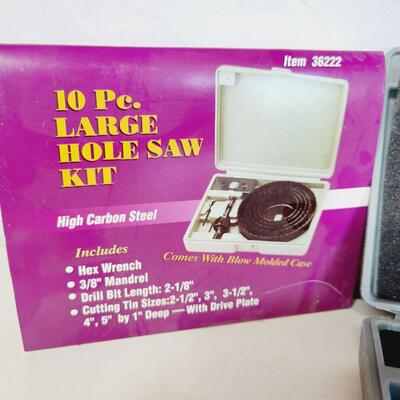 Item 36222
10 Pc.
LARGE
HOLE SAW
KIT
High Carbon Steel
Includes
Comes With Blow Molded Case
• Hex Wrench
• 3/8" Mandrel
• Drill Bit Length: 2-1/8"
• Cutting Tin Sizes:2-1/2", 3", 3-1/2",
4", 5" by 1" Deep — With Drive Plate